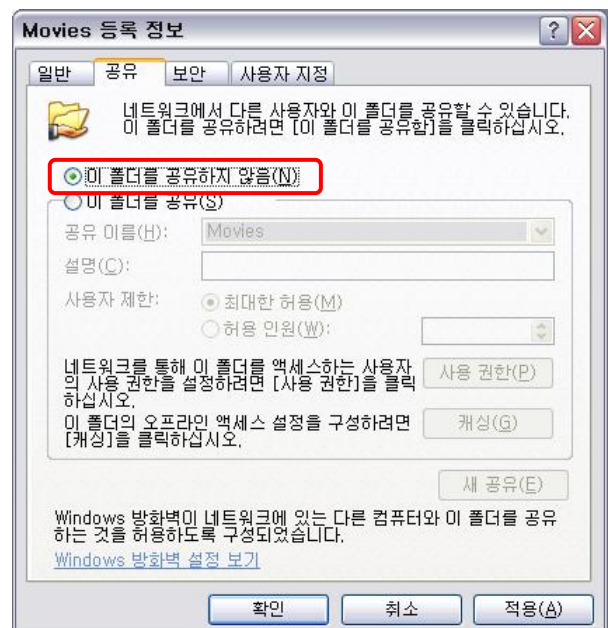 Movies 등록 정보
일반 공유 보안 사용자 지정
네트워크에서 다른 사용자와 이 폴더를 공유할 수 있습니다.
이 폴더를 공유하려면 [이 폴더를 공유함]을 클릭하십시오.
이 폴더를 공유하지 않음(N)
이 폴더를 공유(S)
공유 이름(H): Movies
설명(C):
사용자 제한: 최대한 허용(M)
허용 인원(W):
네트워크를 통해 이 폴더를 액세스하는 사용자
의 사용 권한을 설정하려면 [사용 권한]을 클릭
하십시오.
사용 권한(P)
이 폴더의 오프라인 액세스 설정을 구성하려면
[캐싱]을 클릭하십시오.
캐싱(G)
새 공유(E)
Windows 방화벽이 네트워크에 있는 다른 컴퓨터와 이 폴더를 공유
하는 것을 허용하도록 구성되었습니다.
Windows 방화벽 설정 보기
확인 취소 적용(A)